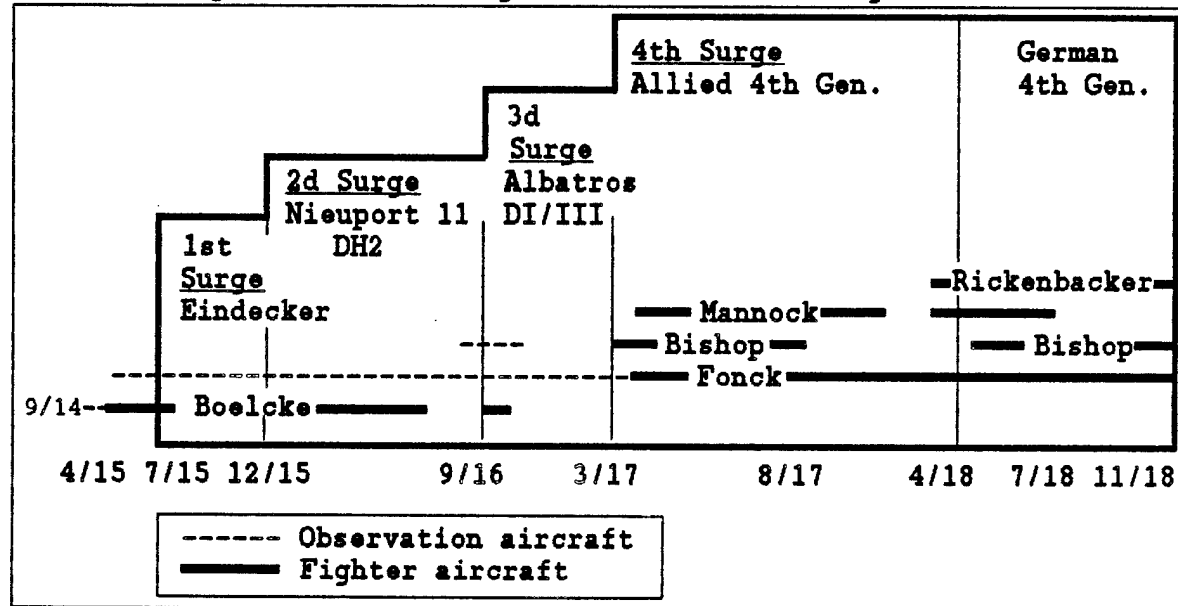 4th Surge
Allied 4th Gen.
German
4th Gen.
3d
Surge
Albatros
DI/III
2d Surge
Nieuport 11
DH2
1st
Surge
Eindecker
Rickenbacker
Mannock
Bishop
Bishop
Fonck
9/14
Boelcke
4/15 7/15 12/15 9/16 3/17 8/17 4/18 7/18 11/18
Observation aircraft
Fighter aircraft